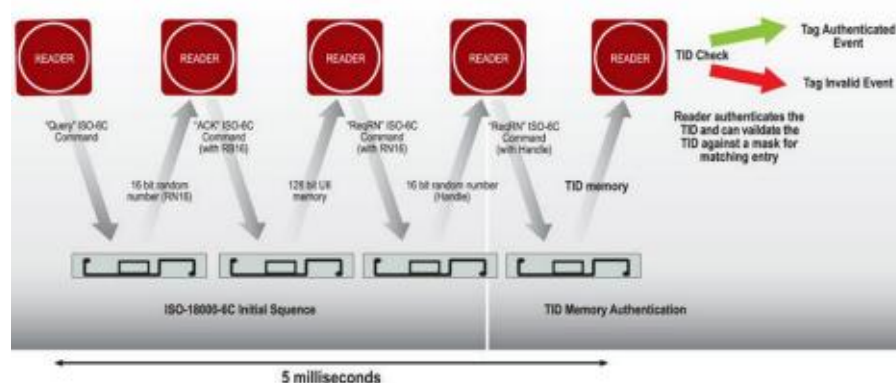 READER
READER
READER
READER
READER
TID Check
Tag Authenticated
Event
Tag Invalid Event
Reader authenticates the
TID and can vaildate the
TID against a mask for
matching entry
"Query" ISO-6C
Command
"ACK" ISO-6C
Command
(with RB16)
"ReqRN" ISO-6C
Command
(with RN16)
"ReqRN" ISO-6C
Command
(with Handle)
16 bit random
number (RN16)
128 bit UII
memory
16 bit random number
(Handle)
TID memory
ISO-18000-6C Initial Squence
TID Memory Authentication
5 milliseconds